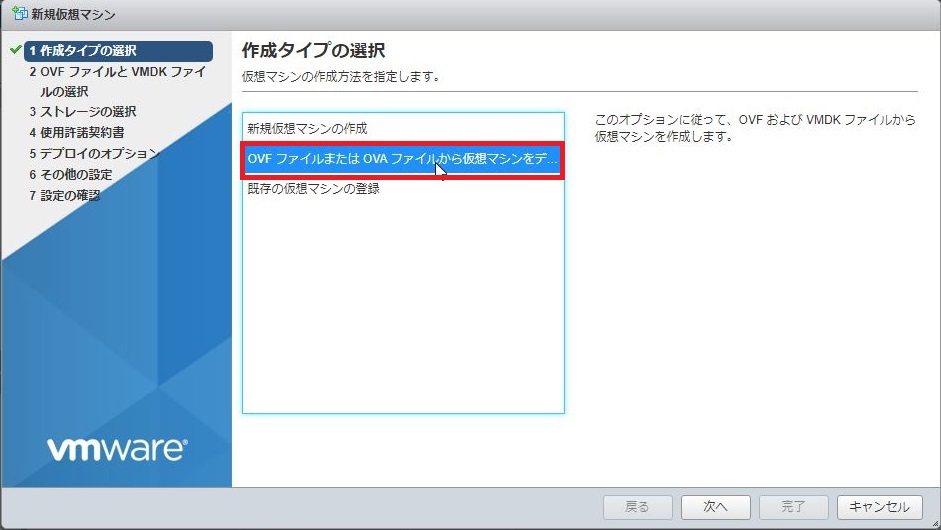 新規仮想マシン
1 作成タイプの選択
2 OVF ファイルと VMDK ファイ
ルの選択
3 ストレージの選択
4 使用許諾契約書
5 デプロイのオプション
6 その他の設定
7 設定の確認
vmware®
作成タイプの選択
仮想マシンの作成方法を指定します。
新規仮想マシンの作成
OVF ファイルまたは OVA ファイルから仮想マシンをデ...
既存の仮想マシンの登録
このオプションに従って、OVF および VMDK ファイルから
仮想マシンを作成します。
戻る
次へ
完了
キャンセル